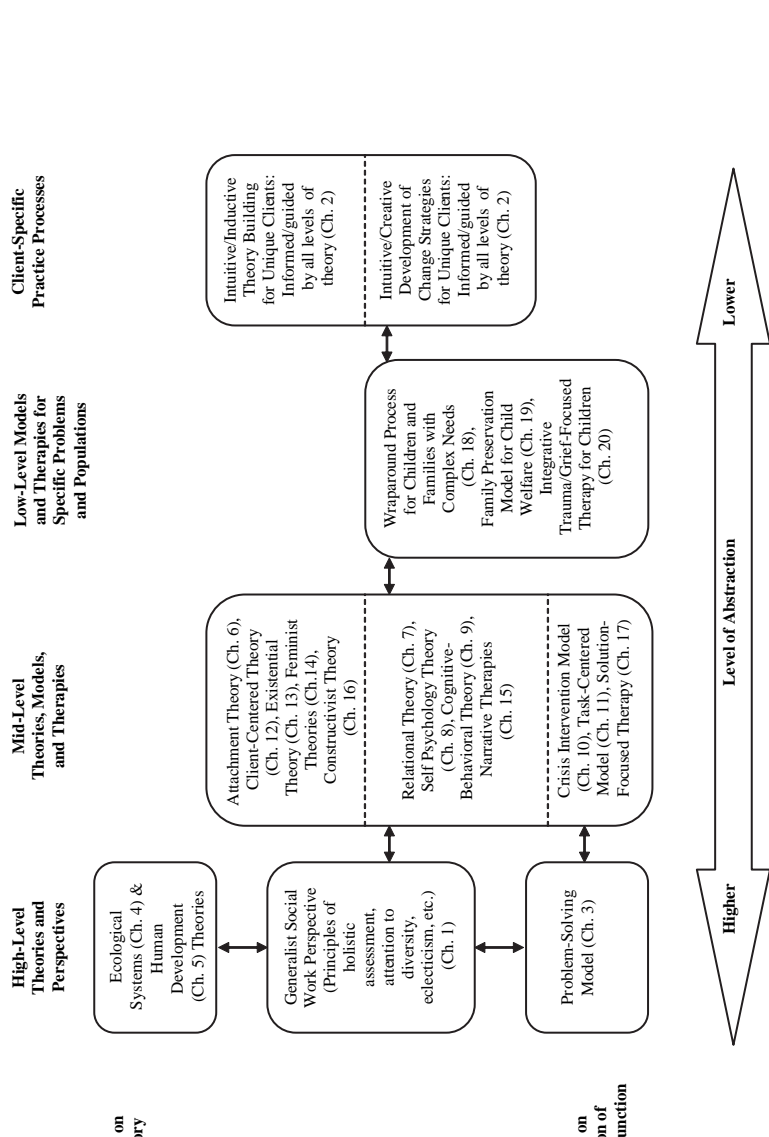 High-Level
Theories and
Perspectives
Mid-Level
Theories, Models,
and Therapies
Low-Level Models
and Therapies for
Specific Problems
and Populations
Client-Specific
Practice Processes
Ecological
Systems (Ch. 4) &
Human
Development
(Ch. 5) Theories
Generalist Social
Work Perspective
(Principles of
holistic
assessment,
attention to
diversity,
eclecticism, etc.)
(Ch. 1)
Problem-Solving
Model (Ch. 3)
Attachment Theory (Ch. 6),
Client-Centered Theory
(Ch. 12), Existential
Theory (Ch. 13), Feminist
Theories (Ch.14),
Constructivist Theory
(Ch. 16)
Relational Theory (Ch. 7),
Self Psychology Theory
(Ch. 8), Cognitive-
Behavioral Theory (Ch. 9),
Narrative Therapies
(Ch. 15)
Crisis Intervention Model
(Ch. 10), Task-Centered
Model (Ch. 11), Solution-
Focused Therapy (Ch. 17)
Wraparound Process
for Children and
Families with
Complex Needs
(Ch. 18),
Family Preservation
Model for Child
Welfare (Ch. 19),
Integrative
Trauma/Grief-Focused
Therapy for Children
(Ch. 20)
Intuitive/Inductive
Theory Building
for Unique Clients:
Informed/guided
by all levels of
theory (Ch. 2)
Intuitive/Creative
Development of
Change Strategies
for Unique Clients:
Informed/guided
by all levels of
theory (Ch. 2)
on
on
Higher
Level of Abstraction
Lower